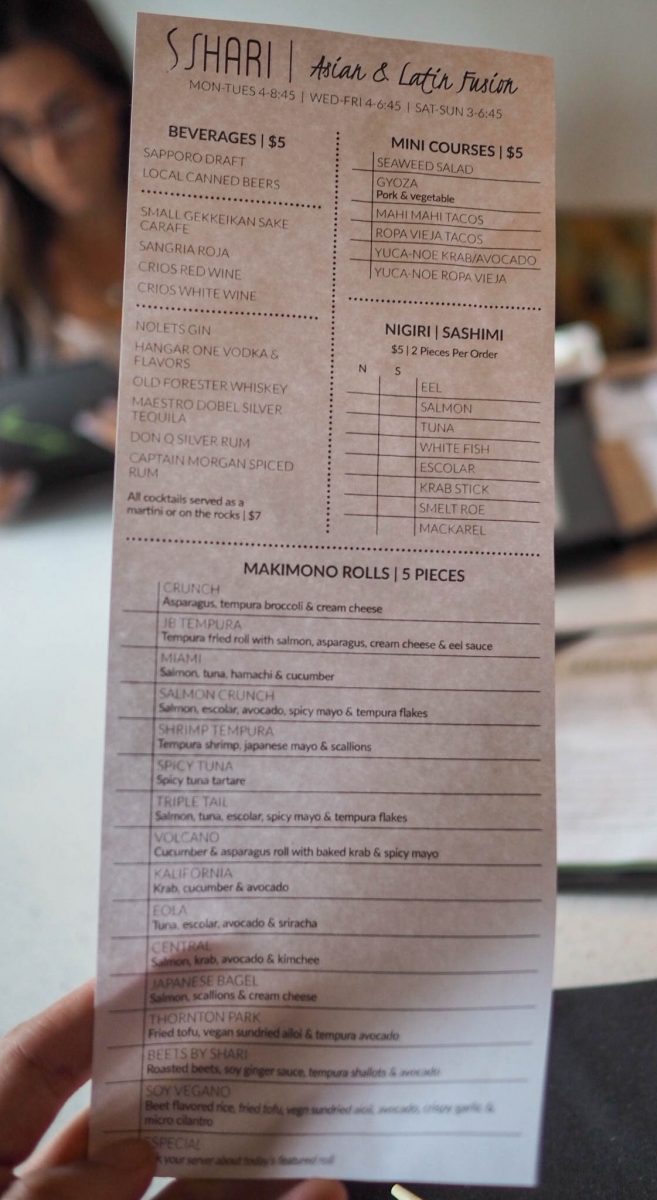 SSHARI | Asian & Latin Fusion
MON-TUES 4-8:45 | WED-FRI 4-6:45 | SAT-SUN 3-6:45
BEVERAGES | $5
SAPPORO DRAFT
LOCAL CANNED BEERS
SMALL GEKKEIKAN SAKE
CARAFE
SANGRIA ROJA
CRIOS RED WINE
CRIOS WHITE WINE
NOLETS GIN
HANGAR ONE VODKA &
FLAVORS
OLD FORESTER WHISKEY
MAESTRO DOBEL SILVER
TEQUILA
DON Q SILVER RUM
CAPTAIN MORGAN SPICED
RUM
All cocktails served as a
martini or on the rocks | $7
MINI COURSES | $5
SEAWEED SALAD
GYOZA
Pork & vegetable
MAHI MAHI TACOS
ROPA VIEJA TACOS
YUCA-NOE KRAB/AVOCADO
YUCA-NOE ROPA VIEJA
NIGIRI | SASHIMI
$5 | 2 Pieces Per Order
N S
EEL
SALMON
TUNA
WHITE FISH
ESCOLAR
KRAB STICK
SMELT ROE
MACKAREL
MAKIMONO ROLLS | 5 PIECES
CRUNCH
Asparagus, tempura broccoli & cream cheese
JB TEMPURA
Tempura fried roll with salmon, asparagus, cream cheese & eel sauce
MIAMI
Salmon, tuna, hamachi & cucumber
SALMON CRUNCH
Salmon, escolar, avocado, spicy mayo & tempura flakes
SHRIMP TEMPURA
Tempura shrimp, japanese mayo & scallions
SPICY TUNA
Spicy tuna tartare
TRIPLE TAIL
Salmon, tuna, escolar, spicy mayo & tempura flakes
VOLCANO
Cucumber & asparagus roll with baked krab & spicy mayo
KALIFORNIA
Krab, cucumber & avocado
EOLA
Tuna, escolar, avocado & sriracha
CENTRAL
Salmon, krab, avocado & kimchee
JAPANESE BAGEL
Salmon, scallions & cream cheese
THORNTON PARK
Fried tofu, vegan sundried ailoi & tempura avocado
BEETS BY SHARI
Roasted beets, soy ginger sauce, tempura shallots & avocado
SOY VEGANO
Beet flavored rice, fried tofu, vegn sundried aioi, avocado, crispy garlic &
micro cilantro
ESPECIAL
your server about today's featured roll